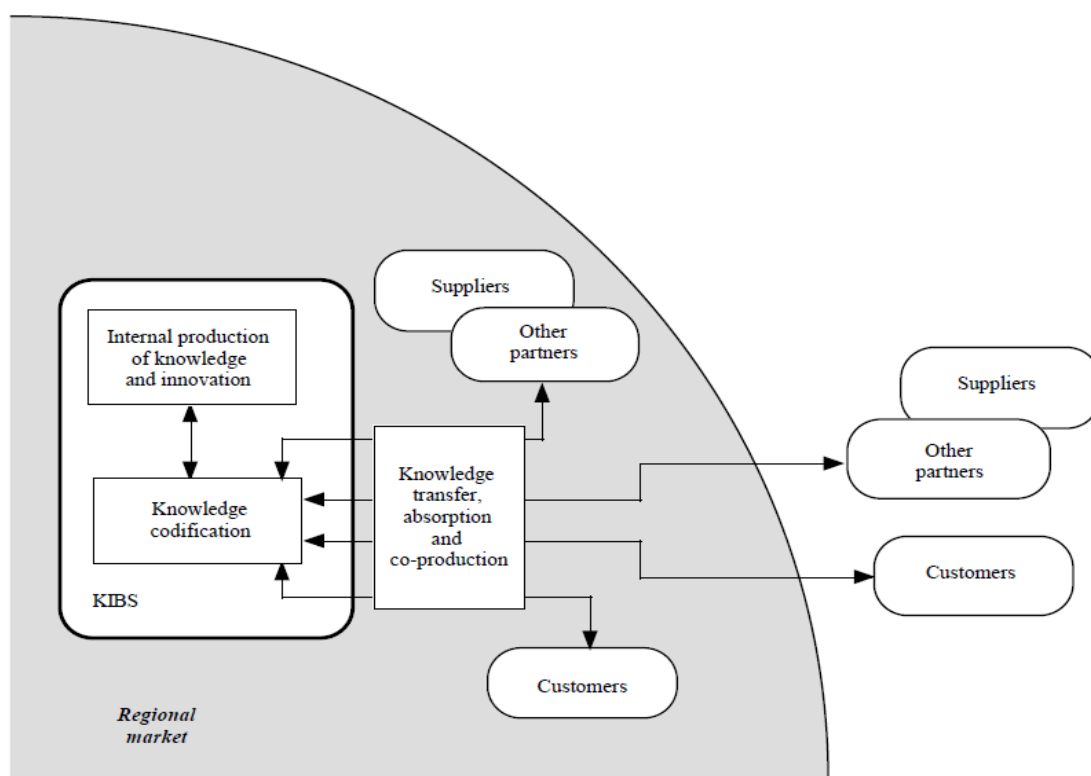 Suppliers
Other
partners
Internal production
of knowledge
and innovation
Suppliers
Other
partners
Knowledge
transfer,
absorption
and
co-production
Knowledge
codification
Customers
KIBS
Customers
Regional
market